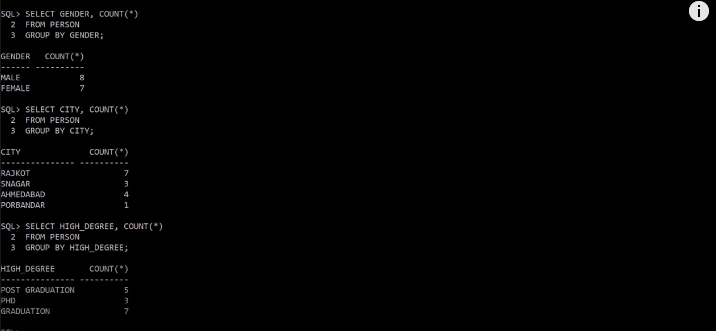 SQL> SELECT GENDER, COUNT(*)
2 FROM PERSON
3 GROUP BY GENDER;
GENDER COUNT(*)
------ ----------
MALE 8
FEMALE 7
SQL> SELECT CITY, COUNT(*)
2 FROM PERSON
3 GROUP BY CITY;
CITY COUNT(*)
--------------- ----------
RAJKOT 7
SNAGAR 3
AHMEDABAD 4
PORBANDAR 1
SQL> SELECT HIGH_DEGREE, COUNT(*)
2 FROM PERSON
3 GROUP BY HIGH_DEGREE;
HIGH_DEGREE COUNT(*)
--------------- ----------
POST GRADUATION 5
PHD 3
GRADUATION 7